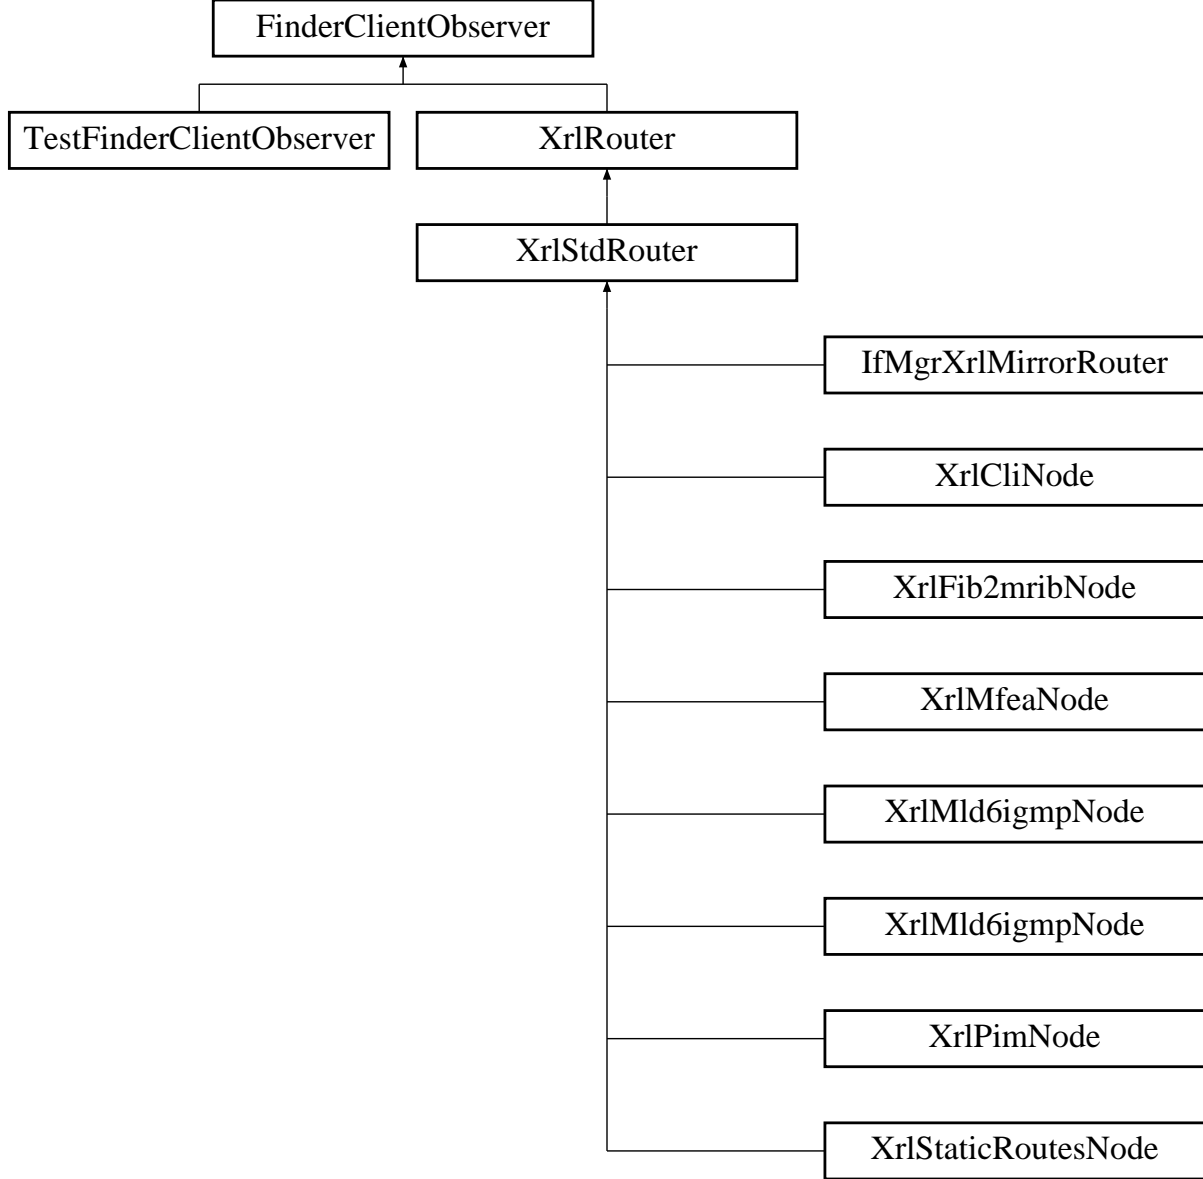 FinderClientObserver
TestFinderClientObserver
XrlRouter
XrlStdRouter
IfMgrXrlMirrorRouter
XrlCliNode
XrlFib2mribNode
XrlMfeaNode
XrlMld6igmpNode
XrlMld6igmpNode
XrlPimNode
XrlStaticRoutesNode